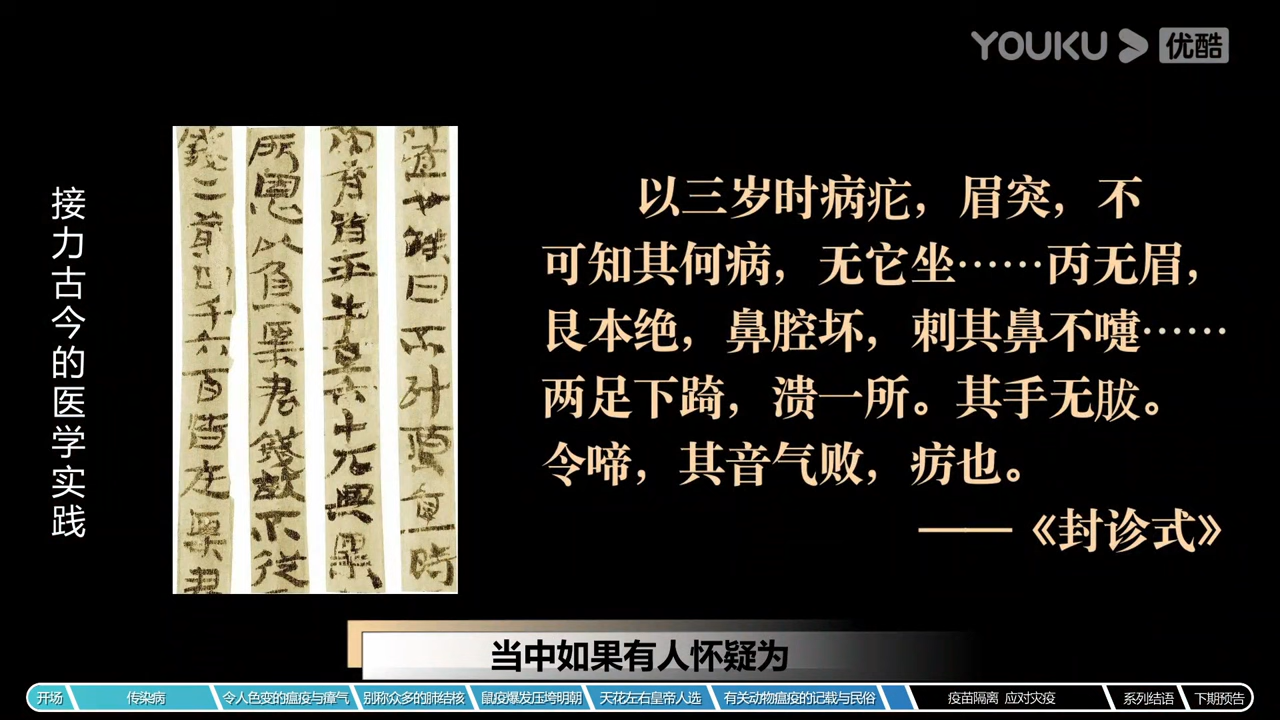 YOUKU 优酷
接力古今的医学实践
以三岁时病疕，眉突，不
可知其何病，无它坐……丙无眉，
艮本绝，鼻腔坏，刺其鼻不嚏……
两足下踦，溃一所。其手无胈。
令啼，其音气败，疠也。
——《封诊式》
当中如果有人怀疑为
开场 传染病 令人色变的瘟疫与瘴气 别称众多的肺结核 鼠疫爆发压垮明朝 天花左右皇帝人选 有关动物瘟疫的记载与民俗 疫苗隔离 应对灾疫 系列结语 下期预告